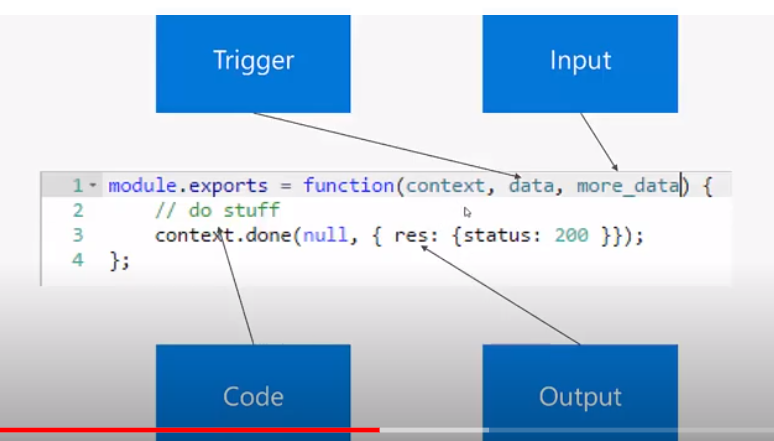 Trigger
Input
1 module.exports = function(context, data, more_data) {
2 // do stuff
3 context.done(null, { res: {status: 200 }});
4 };
Code
Output